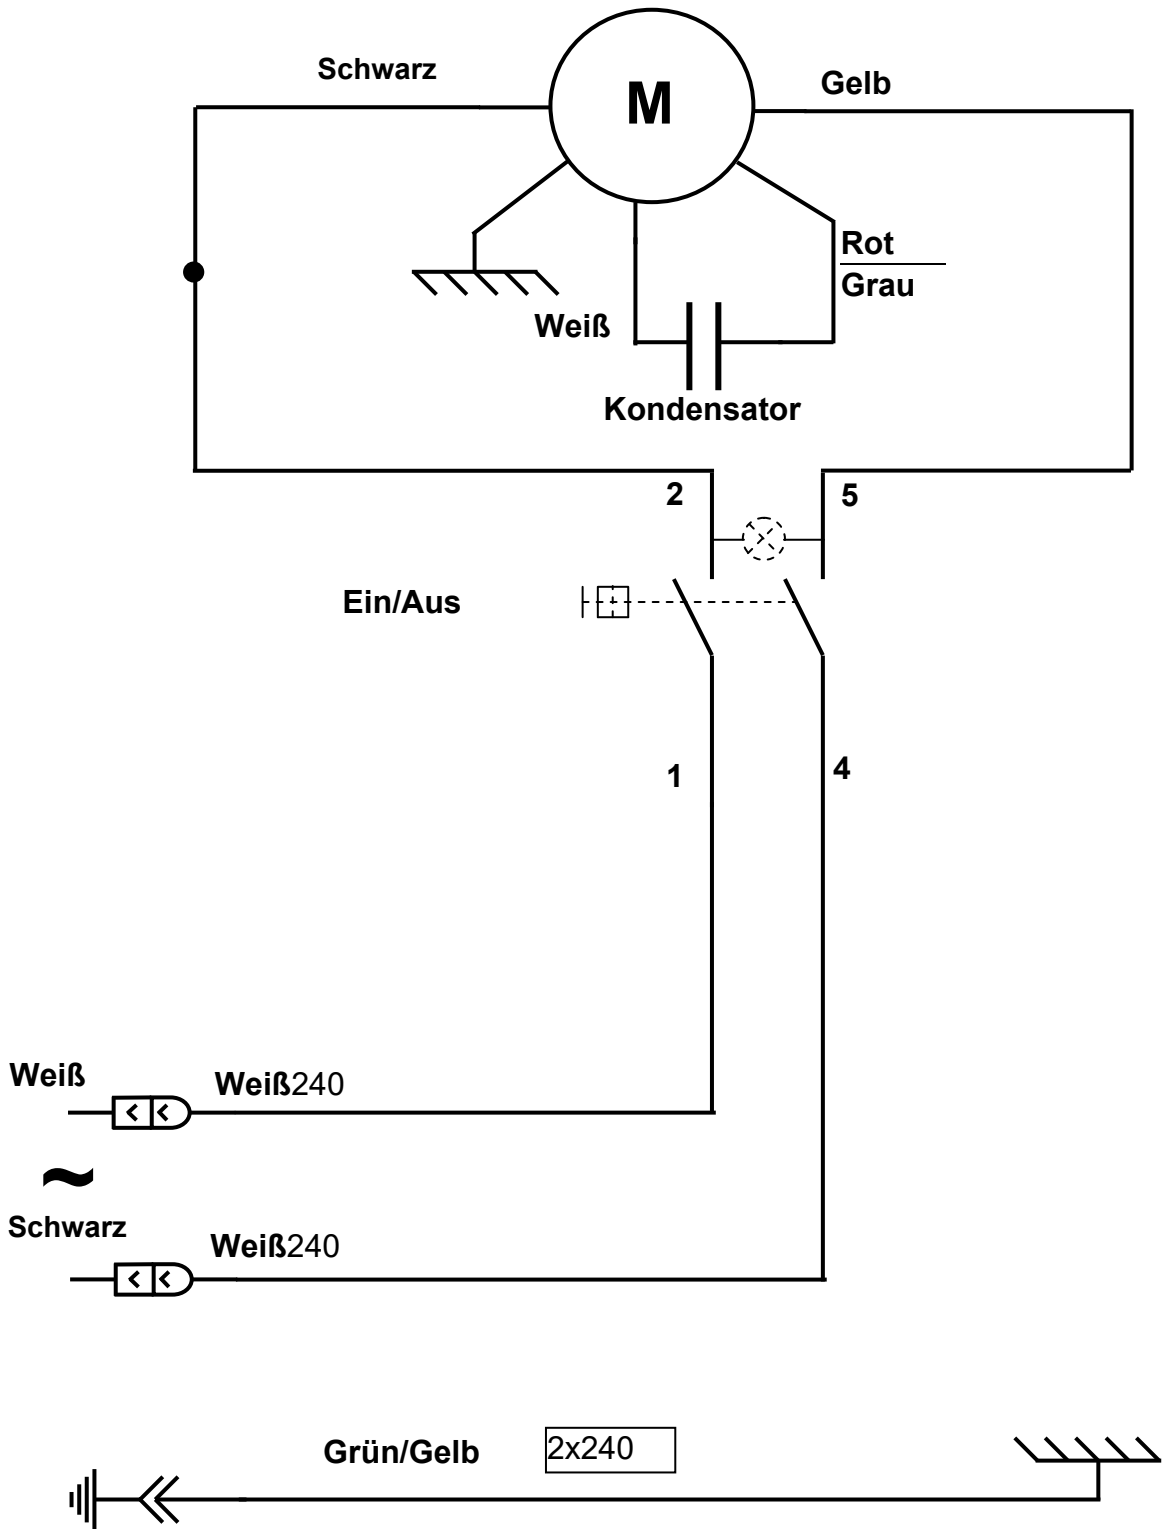 Schwarz
M
Gelb
Rot
Grau
Weiß
Kondensator
2
5
Ein/Aus
1
4
Weiß
Weiß240
~
Schwarz
Weiß240
Grün/Gelb
2x240